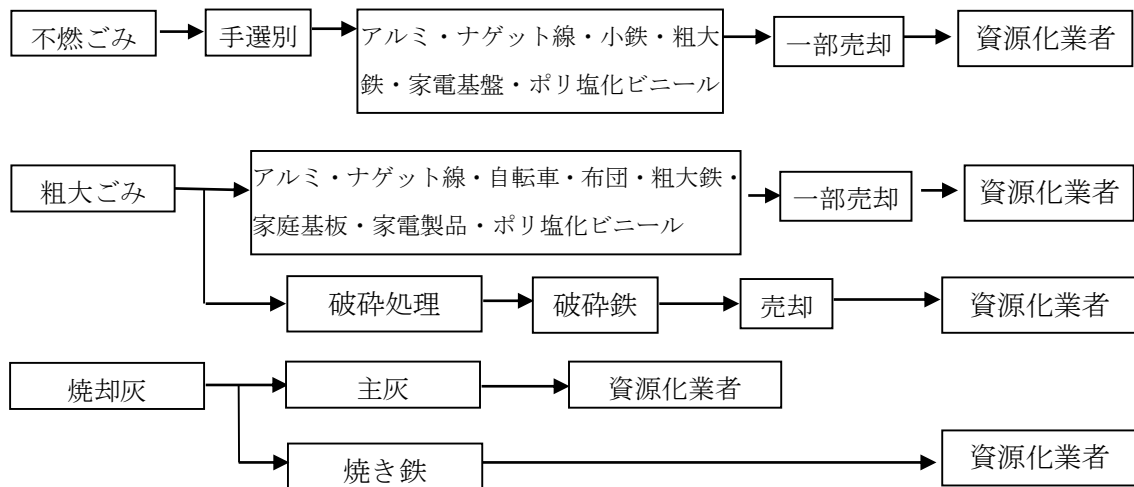 不燃ごみ
手選別
アルミ・ナゲット線・小鉄・粗大
鉄・家電基盤・ポリ塩化ビニール
一部売却
資源化業者
粗大ごみ
アルミ・ナゲット線・自転車・布団・粗大鉄・
家庭基板・家電製品・ポリ塩化ビニール
一部売却
資源化業者
破砕処理
破砕鉄
売却
資源化業者
焼却灰
主灰
資源化業者
焼き鉄
資源化業者